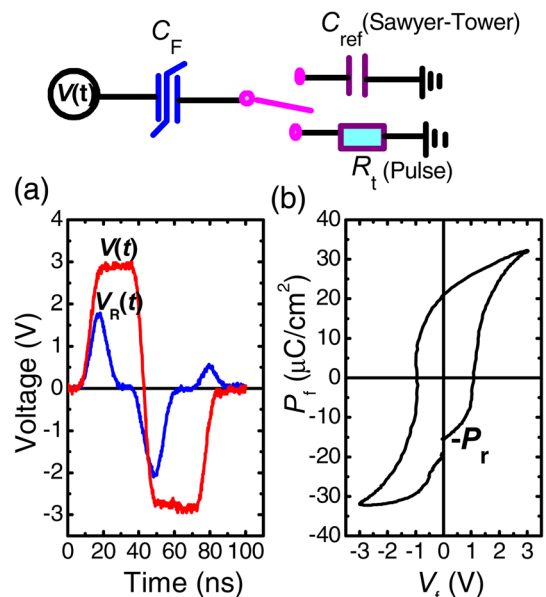 C_F
C_ref (Sawyer-Tower)
V(t)
R_t (Pulse)
(a)
(b)
V(t)
V_R(t)
Voltage (V)
4
3
2
1
0
-1
-2
-3
0 20 40 60 80 100
Time (ns)
P_f (μC/cm²)
40
30
20
10
0
-10
-20
-30
-40
-P_r
-3 -2 -1 0 1 2 3
V_f (V)